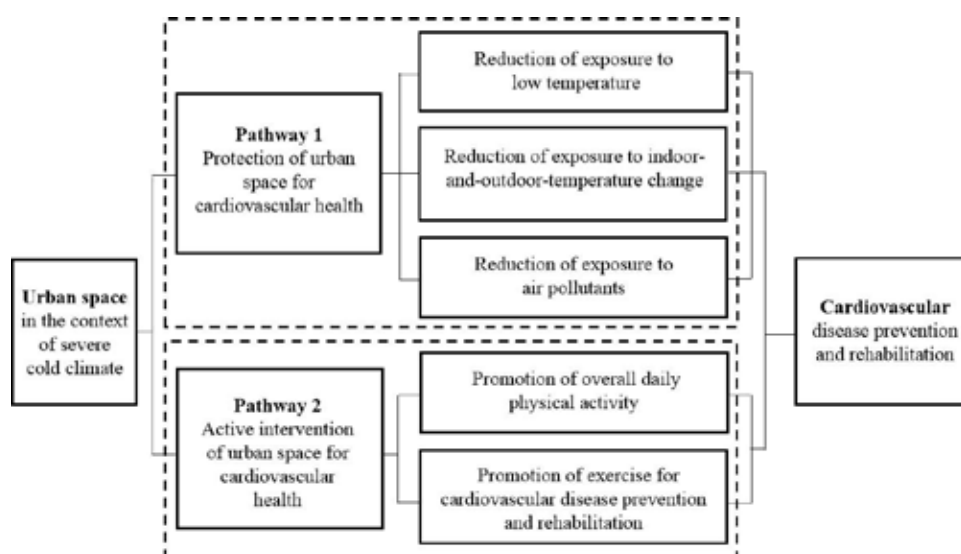 Urban space
in the context
of severe
cold climate
Pathway 1
Protection of urban
space for
cardiovascular health
Reduction of exposure to
low temperature
Reduction of exposure to indoor-
and-outdoor-temperature change
Reduction of exposure to
air pollutants
Pathway 2
Active intervention
of urban space for
cardiovascular
health
Promotion of overall daily
physical activity
Promotion of exercise for
cardiovascular disease prevention
and rehabilitation
Cardiovascular
disease prevention
and rehabilitation